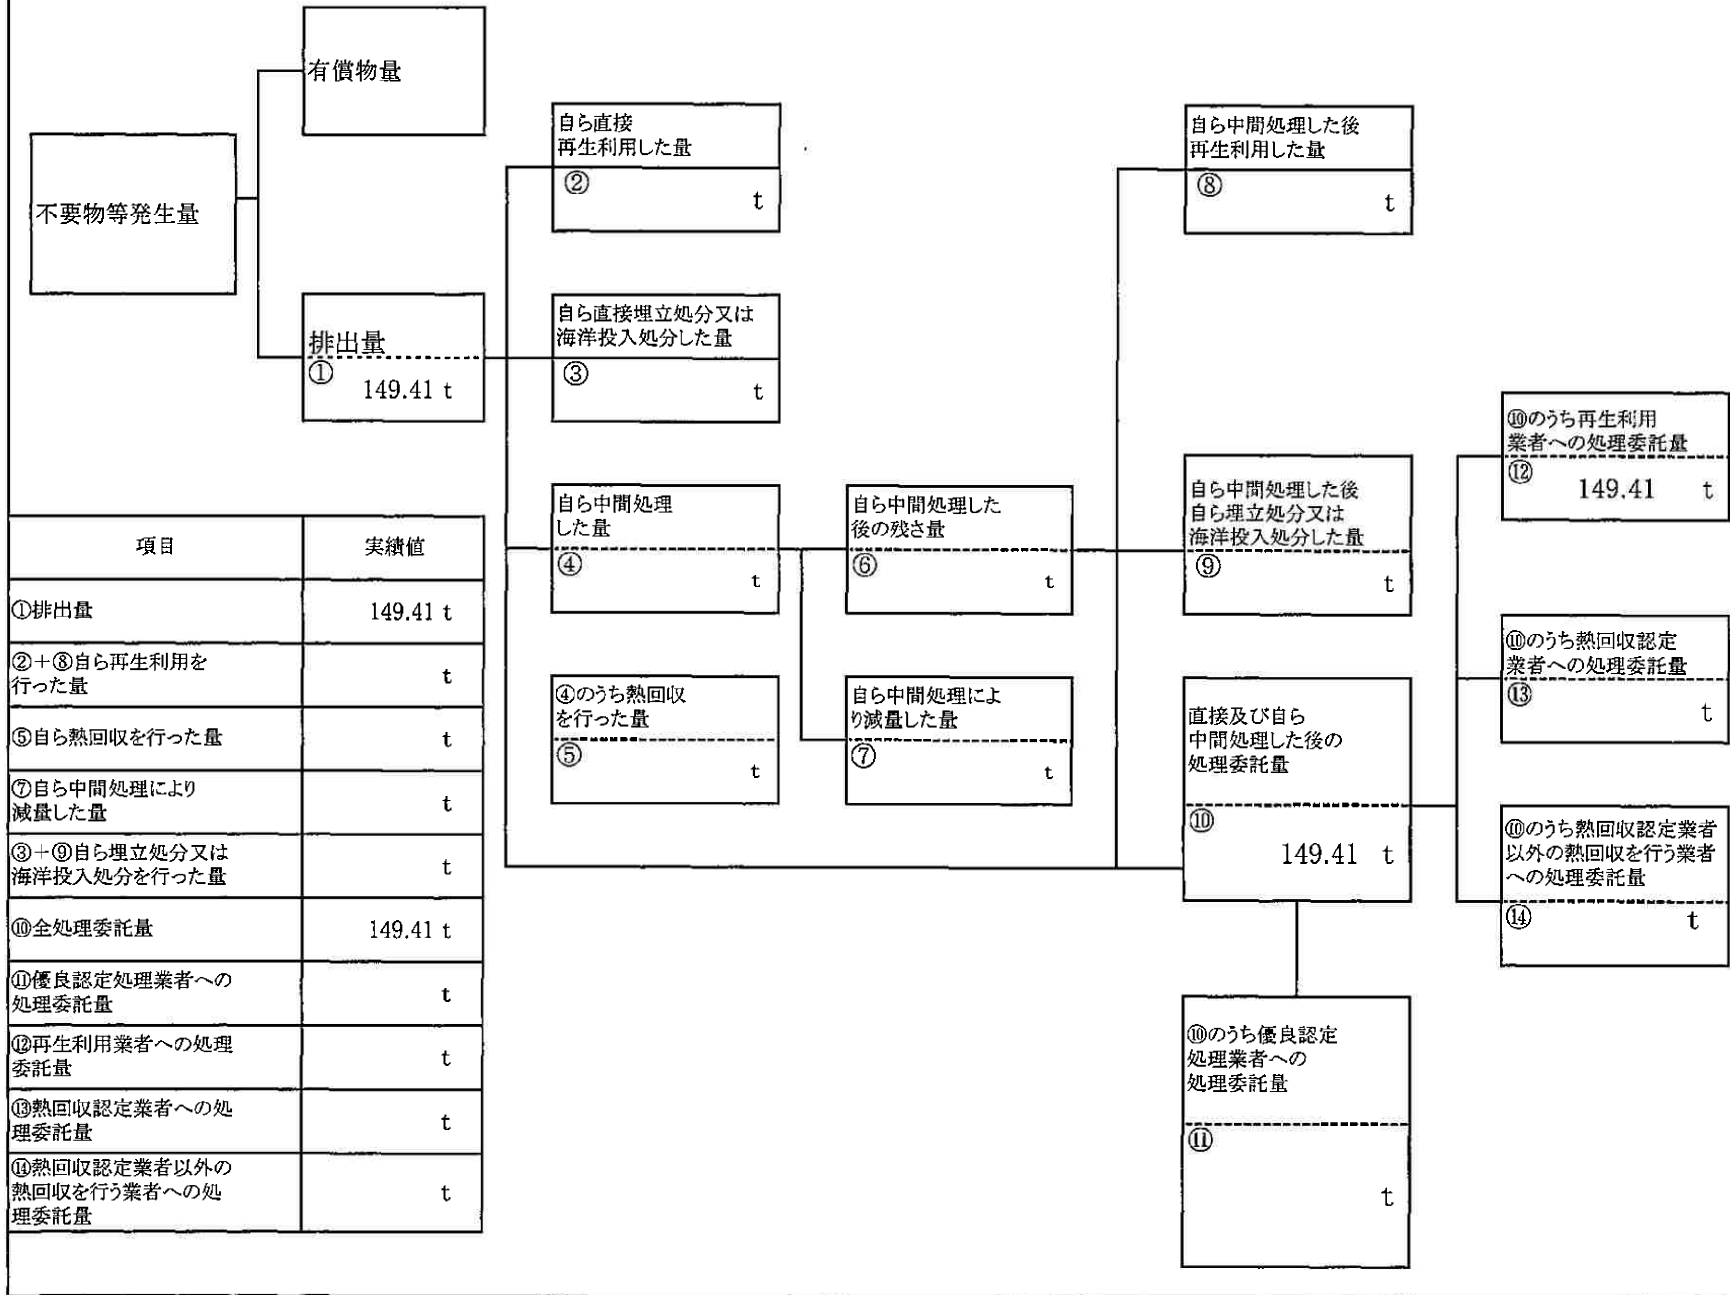 有償物量
不要物等発生量
排出量
①
149.41 t
自ら直接
再生利用した量
②
t
自ら直接埋立処分又は
海洋投入処分した量
③
t
自ら中間処理
した量
④
t
④のうち熱回収
を行った量
⑤
t
自ら中間処理した
後の残さ量
⑥
t
自ら中間処理によ
り減量した量
⑦
t
自ら中間処理した後
再生利用した量
⑧
t
自ら中間処理した後
自ら埋立処分又は
海洋投入処分した量
⑨
t
直接及び自ら
中間処理した後の
処理委託量
⑩
149.41 t
⑩のうち優良認定
処理業者への
処理委託量
⑪
t
⑩のうち再生利用
業者への処理委託量
⑫
149.41 t
⑩のうち熱回収認定
業者への処理委託量
⑬
t
⑩のうち熱回収認定業者
以外の熱回収を行う業者
への処理委託量
⑭
t
項目 実績値
①排出量 149.41 t
②+⑧自ら再生利用を
行った量
t
⑤自ら熱回収を行った量 t
⑦自ら中間処理により
減量した量
t
③+⑨自ら埋立処分又は
海洋投入処分を行った量
t
⑩全処理委託量 149.41 t
⑪優良認定処理業者への
処理委託量
t
⑫再生利用業者への処理
委託量
t
⑬熱回収認定業者への処
理委託量
t
⑭熱回収認定業者以外の
熱回収を行う業者への処
理委託量
t